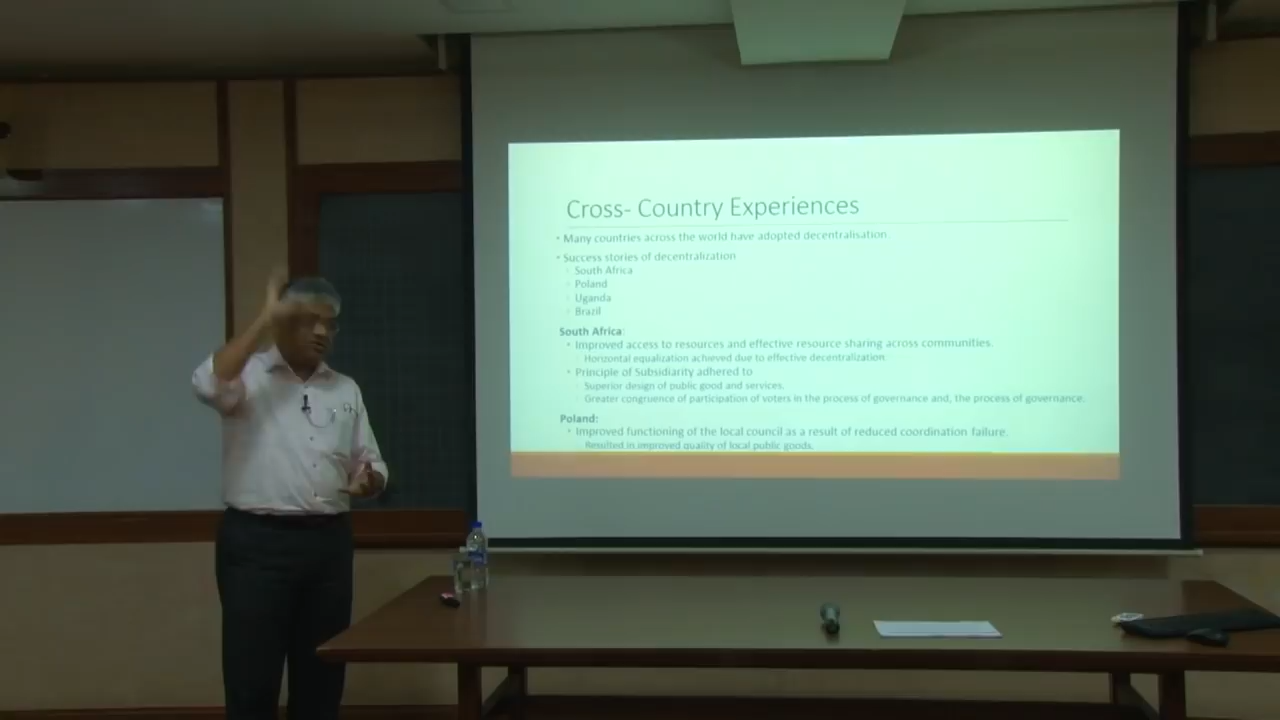 Cross- Country Experiences
• Many countries across the world have adopted decentralisation
• Success stories of decentralization
◦ South Africa
◦ Poland
◦ Uganda
◦ Brazil
South Africa:
• Improved access to resources and effective resource sharing across communities.
◦ Horizontal equalization achieved due to effective decentralization
• Principle of Subsidiarity adhered to
◦ Superior design of public good and services.
◦ Greater congruence of participation of voters in the process of governance and, the process of governance.
Poland:
• Improved functioning of the local council as a result of reduced coordination failure.
◦ Resulted in improved quality of local public goods.